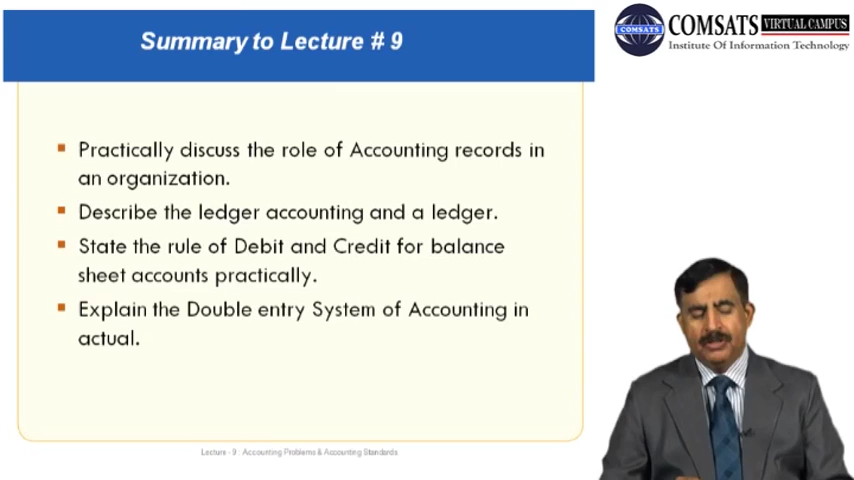 Summary to Lecture # 9
COMSATS VIRTUAL CAMPUS
COMSATS
Institute Of Information Technology
Practically discuss the role of Accounting records in
an organization.
Describe the ledger accounting and a ledger.
State the rule of Debit and Credit for balance
sheet accounts practically.
Explain the Double entry System of Accounting in
actual.
Lecture - 9 : Accounting Problems & Accounting Standards